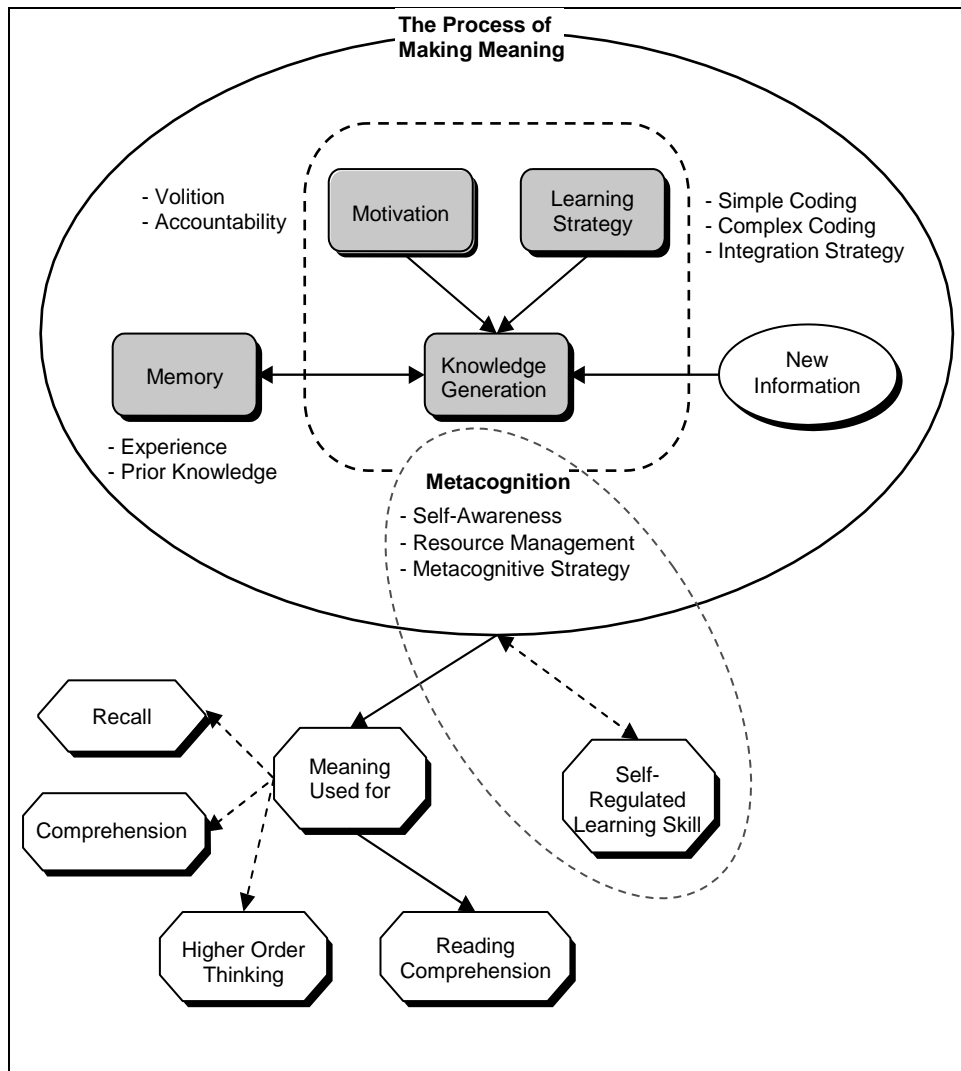 The Process of
Making Meaning
- Volition
- Accountability
Motivation
Learning
Strategy
- Simple Coding
- Complex Coding
- Integration Strategy
Memory
Knowledge
Generation
New
Information
- Experience
- Prior Knowledge
Metacognition
- Self-Awareness
- Resource Management
- Metacognitive Strategy
Recall
Meaning
Used for
Self-
Regulated
Learning Skill
Comprehension
Higher Order
Thinking
Reading
Comprehension